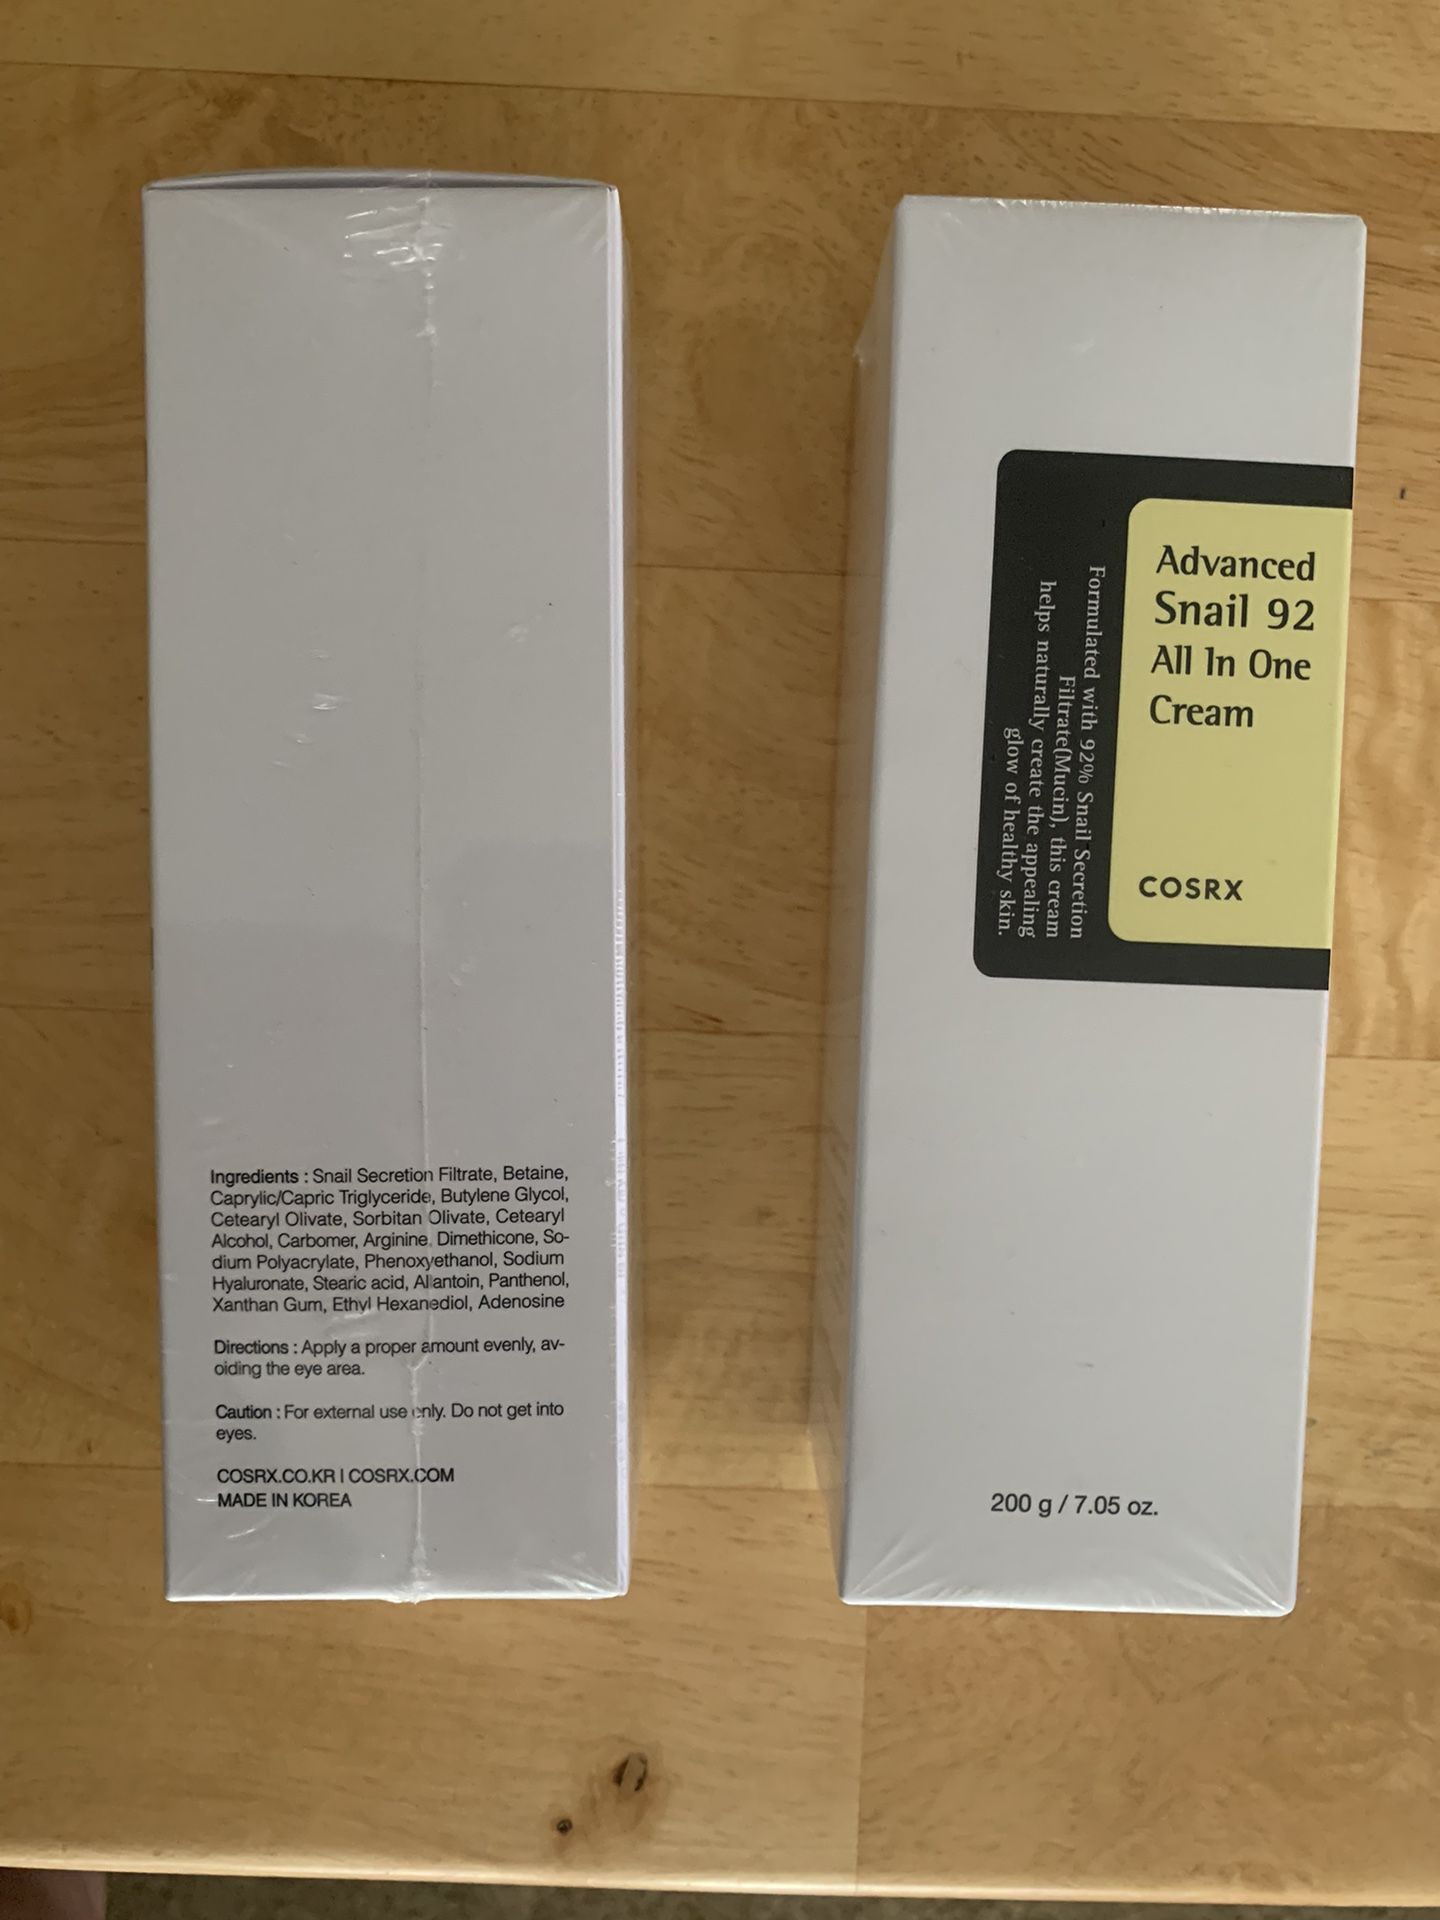 Ingredients : Snail Secretion Filtrate, Betaine,
Caprylic/Capric Triglyceride, Butylene Glycol,
Cetearyl Olivate, Sorbitan Olivate, Cetearyl
Alcohol, Carbomer, Arginine, Dimethicone, So-
dium Polyacrylate, Phenoxyethanol, Sodium
Hyaluronate, Stearic acid, Allantoin, Panthenol,
Xanthan Gum, Ethyl Hexanediol, Adenosine
Directions : Apply a proper amount evenly, av-
oiding the eye area.
Caution : For external use only. Do not get into
eyes.
COSRX.CO.KR I COSRX.COM
MADE IN KOREA
Advanced
Snail 92
All In One
Cream
COSRX
Formulated with 92% Snail Secretion
Filtrate(Mucin), this cream
helps naturally create the appealing
glow of healthy skin.
200 g / 7.05 oz.